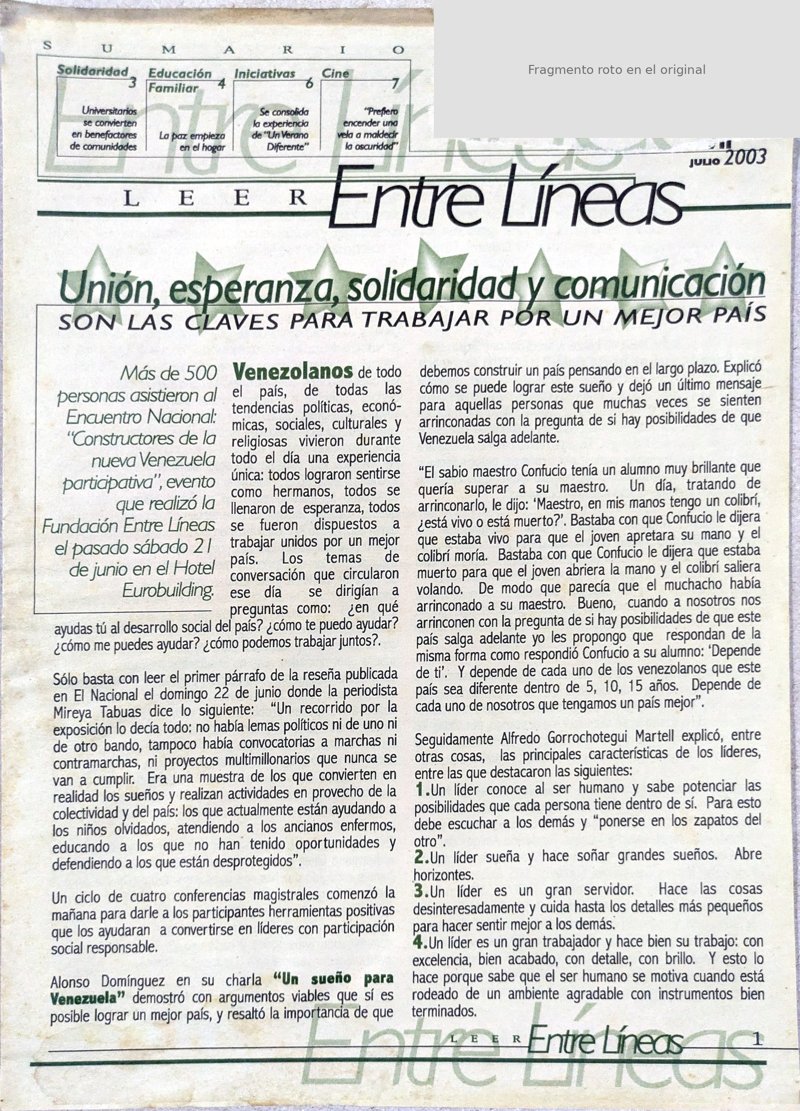 S U M A R I O
Solidaridad 3
Universitarios
se convierten
en benefactores
de comunidades
Educación
Familiar 4
La paz empieza
en el hogar
Iniciativas 6
Se consolida
la experiencia
de "Un Verano
Diferente"
Cine 7
"Prefiero
encender una
vela a maldecir
la oscuridad"
Fragmento roto en el original
Entre Líneas
JULIO 2003
LEER Entre Líneas
Unión, esperanza, solidaridad y comunicación
SON LAS CLAVES PARA TRABAJAR POR UN MEJOR PAÍS
Más de 500
personas asistieron al
Encuentro Nacional:
"Constructores de la
nueva Venezuela
participativa", evento
que realizó la
Fundación Entre Líneas
el pasado sábado 21
de junio en el Hotel
Eurobuilding.
Venezolanos de todo
el país, de todas las
tendencias políticas, econó-
micas, sociales, culturales y
religiosas vivieron durante
todo el día una experiencia
única: todos lograron sentirse
como hermanos, todos se
llenaron de esperanza, todos
se fueron dispuestos a
trabajar unidos por un mejor
país. Los temas de
conversación que circularon
ese día se dirigían a
preguntas como: ¿en qué
ayudas tú al desarrollo social del país? ¿cómo te puedo ayudar?
¿cómo me puedes ayudar? ¿cómo podemos trabajar juntos?.
Sólo basta con leer el primer párrafo de la reseña publicada
en El Nacional el domingo 22 de junio donde la periodista
Mireya Tabuas dice lo siguiente: "Un recorrido por la
exposición lo decía todo: no había lemas políticos ni de uno ni
de otro bando, tampoco había convocatorias a marchas ni
contramarchas, ni proyectos multimillonarios que nunca se
van a cumplir. Era una muestra de los que convierten en
realidad los sueños y realizan actividades en provecho de la
colectividad y del país: los que actualmente están ayudando a
los niños olvidados, atendiendo a los ancianos enfermos,
educando a los que no han tenido oportunidades y
defendiendo a los que están desprotegidos".
Un ciclo de cuatro conferencias magistrales comenzó la
mañana para darle a los participantes herramientas positivas
que los ayudaran a convertirse en líderes con participación
social responsable.
Alonso Domínguez en su charla "Un sueño para
Venezuela" demostró con argumentos viables que sí es
posible lograr un mejor país, y resaltó la importancia de que
debemos construir un país pensando en el largo plazo. Explicó
cómo se puede lograr este sueño y dejó un último mensaje
para aquellas personas que muchas veces se sienten
arrinconadas con la pregunta de si hay posibilidades de que
Venezuela salga adelante.
"El sabio maestro Confucio tenía un alumno muy brillante que
quería superar a su maestro. Un día, tratando de
arrinconarlo, le dijo: 'Maestro, en mis manos tengo un colibrí,
¿está vivo o está muerto?'. Bastaba con que Confucio le dijera
que estaba vivo para que el joven apretara su mano y el
colibrí moría. Bastaba con que Confucio le dijera que estaba
muerto para que el joven abriera la mano y el colibrí saliera
volando. De modo que parecía que el muchacho había
arrinconado a su maestro. Bueno, cuando a nosotros nos
arrinconen con la pregunta de si hay posibilidades de que este
país salga adelante yo les propongo que respondan de la
misma forma como respondió Confucio a su alumno: 'Depende
de ti'. Y depende de cada uno de los venezolanos que este
país sea diferente dentro de 5, 10, 15 años. Depende de
cada uno de nosotros que tengamos un país mejor".
Seguidamente Alfredo Gorrochotegui Martell explicó, entre
otras cosas, las principales características de los líderes,
entre las que destacaron las siguientes:
1.Un líder conoce al ser humano y sabe potenciar las
posibilidades que cada persona tiene dentro de sí. Para esto
debe escuchar a los demás y "ponerse en los zapatos del
otro".
2.Un líder sueña y hace soñar grandes sueños. Abre
horizontes.
3.Un líder es un gran servidor. Hace las cosas
desinteresadamente y cuida hasta los detalles más pequeños
para hacer sentir mejor a los demás.
4.Un líder es un gran trabajador y hace bien su trabajo: con
excelencia, bien acabado, con detalle, con brillo. Y esto lo
hace porque sabe que el ser humano se motiva cuando está
rodeado de un ambiente agradable con instrumentos bien
terminados.
Entre Líneas
LEER Entre Líneas 1